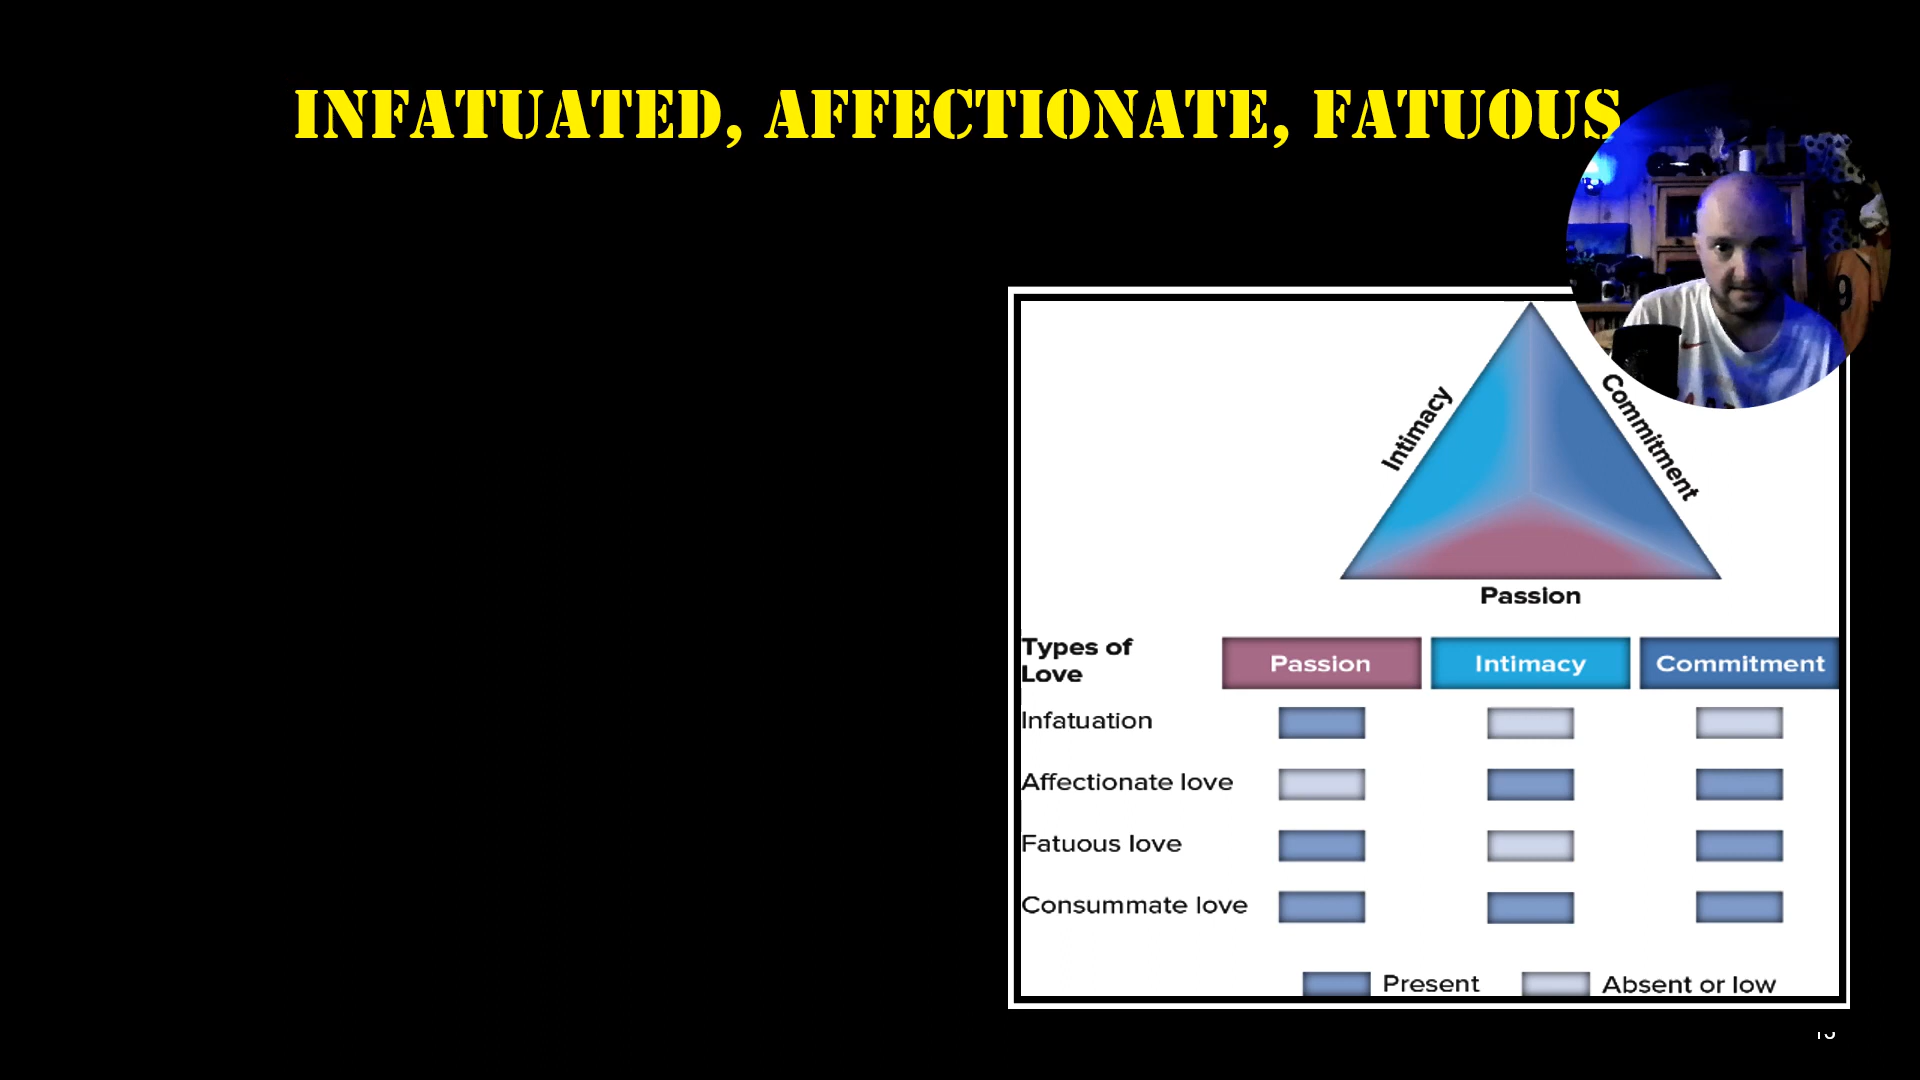 INFATUATED, AFFECTIONATE, FATUOUS
Intimacy
Commitment
Passion
Types of
Love
Passion
Intimacy
Commitment
Infatuation
Affectionate love
Fatuous love
Consummate love
Present
Absent or low
9